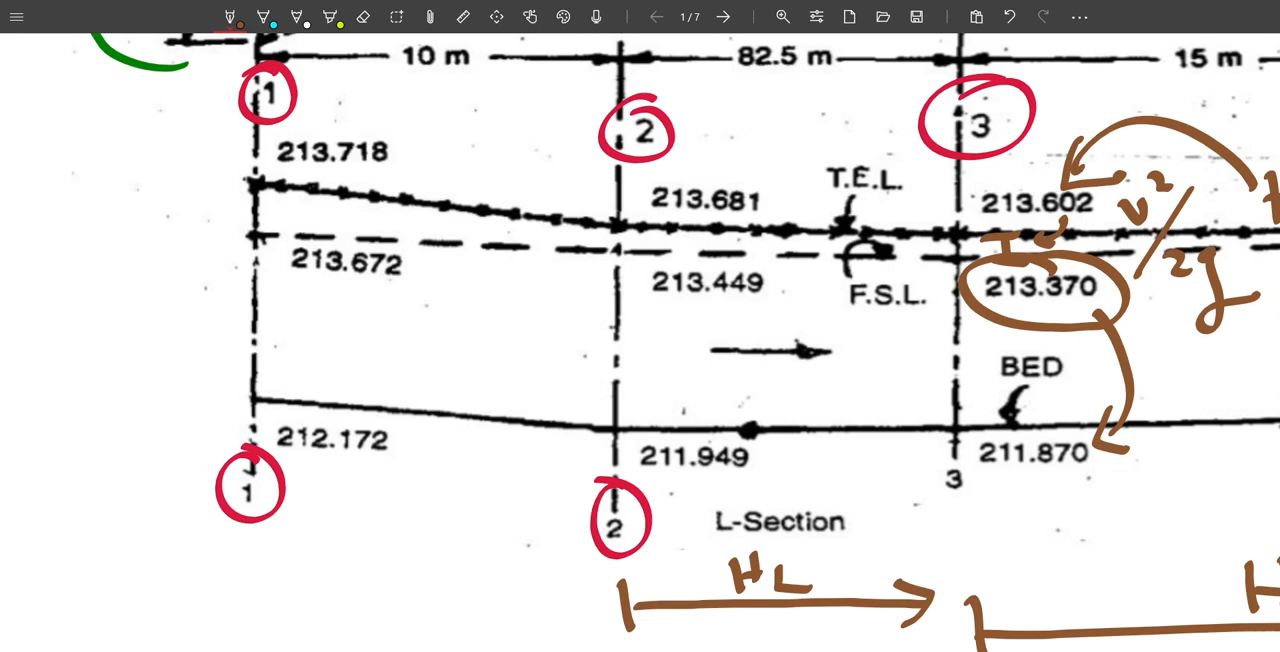 1/7
10 m 82.5 m 15 m
1
2
3
213.718
T.E.L.
213.681
213.602
V²/2g
213.672
213.449
F.S.L.
213.370
BED
212.172
211.949
211.870
1
2
3
L-Section
HL